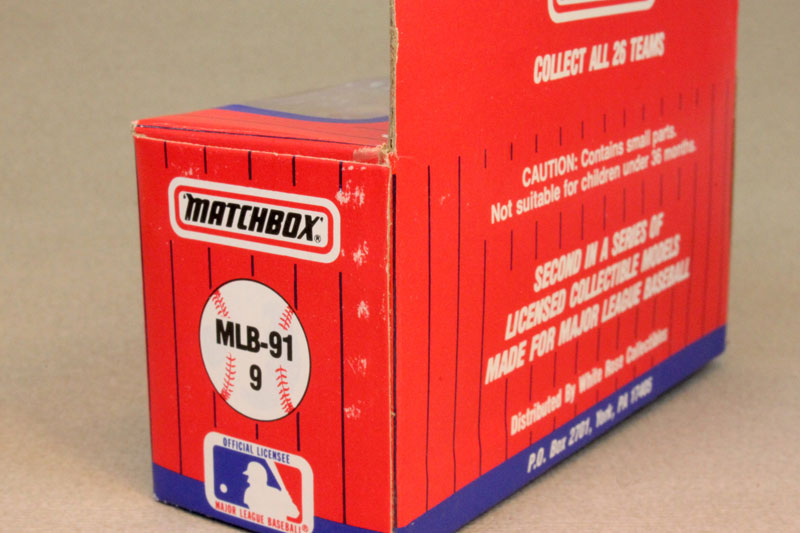 MATCHBOX®
MLB-91
9
OFFICIAL LICENSEE
MAJOR LEAGUE BASEBALL®
COLLECT ALL 26 TEAMS
CAUTION: Contains small parts.
Not suitable for children under 36 months.
SECOND IN A SERIES OF
LICENSED COLLECTIBLE MODELS
MADE FOR MAJOR LEAGUE BASEBALL
Distributed By White Rose Collectibles
P.O. Box 2701, York, PA 17405